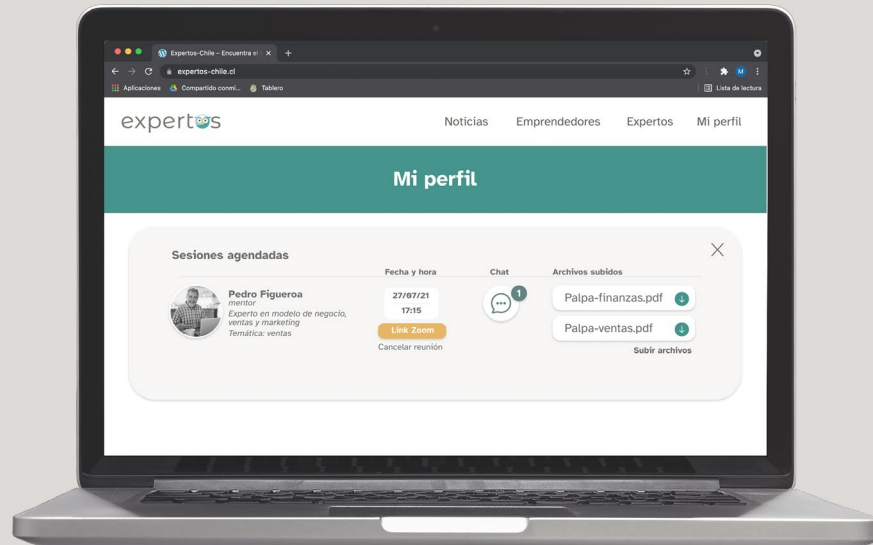 Expertos-Chile – Encuentra el
expertos-chile.cl
Aplicaciones Compartido conmi... Tablero Lista de lectura
expertos
Noticias Emprendedores Expertos Mi perfil
Mi perfil
Sesiones agendadas
Fecha y hora Chat Archivos subidos
Pedro Figueroa
mentor
Experto en modelo de negocio,
ventas y marketing
Temática: ventas
27/07/21
17:15
Link Zoom
Cancelar reunión
1
Palpa-finanzas.pdf
Palpa-ventas.pdf
Subir archivos